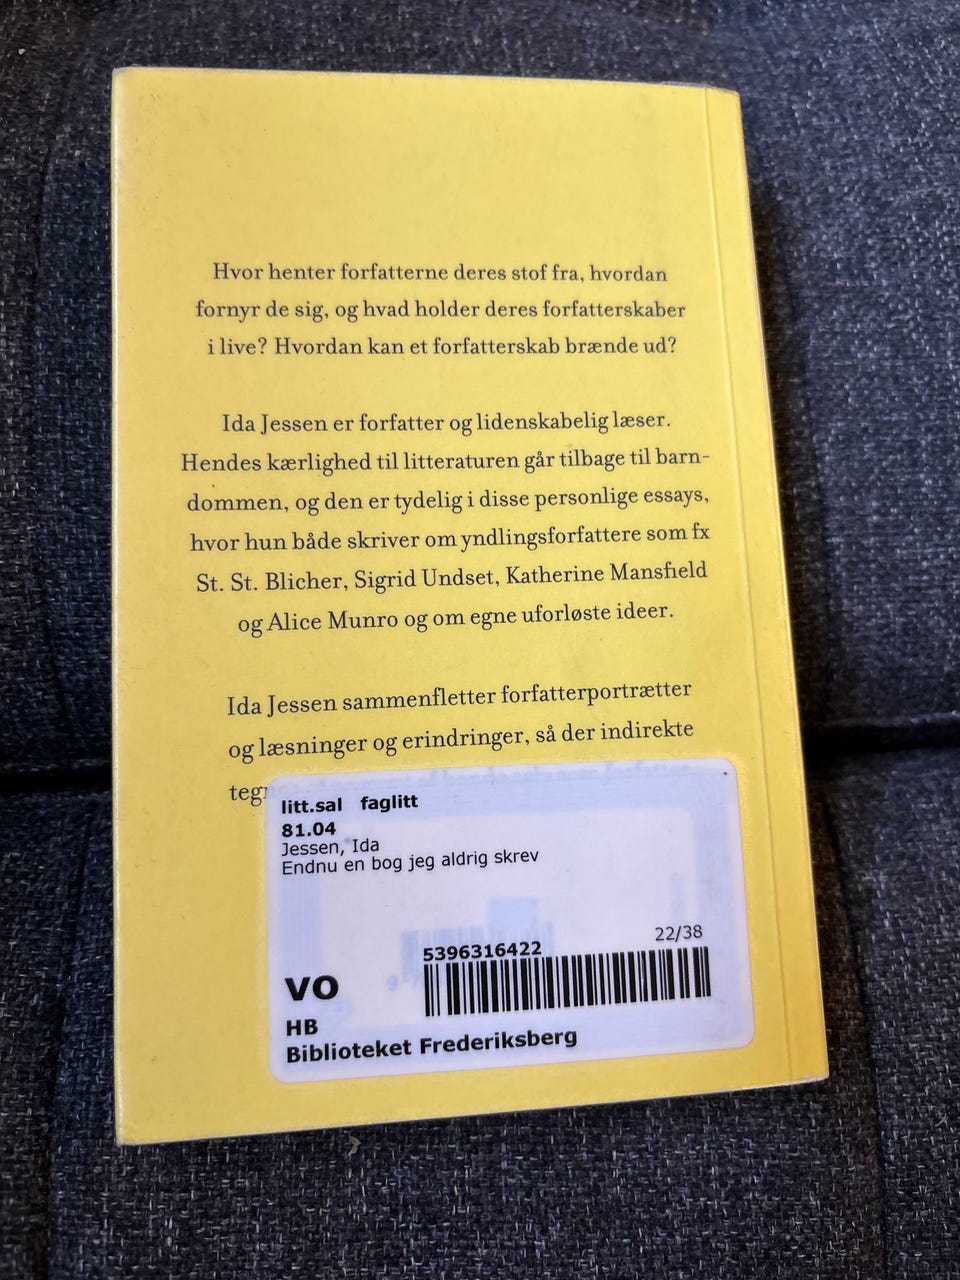 Hvor henter forfatterne deres stof fra, hvordan
fornyr de sig, og hvad holder deres forfatterskaber
i live? Hvordan kan et forfatterskab brænde ud?
Ida Jessen er forfatter og lidenskabelig læser.
Hendes kærlighed til litteraturen går tilbage til barn-
dommen, og den er tydelig i disse personlige essays,
hvor hun både skriver om yndlingsforfattere som fx
St. St. Blicher, Sigrid Undset, Katherine Mansfield
og Alice Munro og om egne uforløste ideer.
Ida Jessen sammenfletter forfatterportrætter
og læsninger og erindringer, så der indirekte
litt.sal faglitt
81.04
Jessen, Ida
Endnu en bog jeg aldrig skrev
22/38
5396316422
VO
HB
Biblioteket Frederiksberg